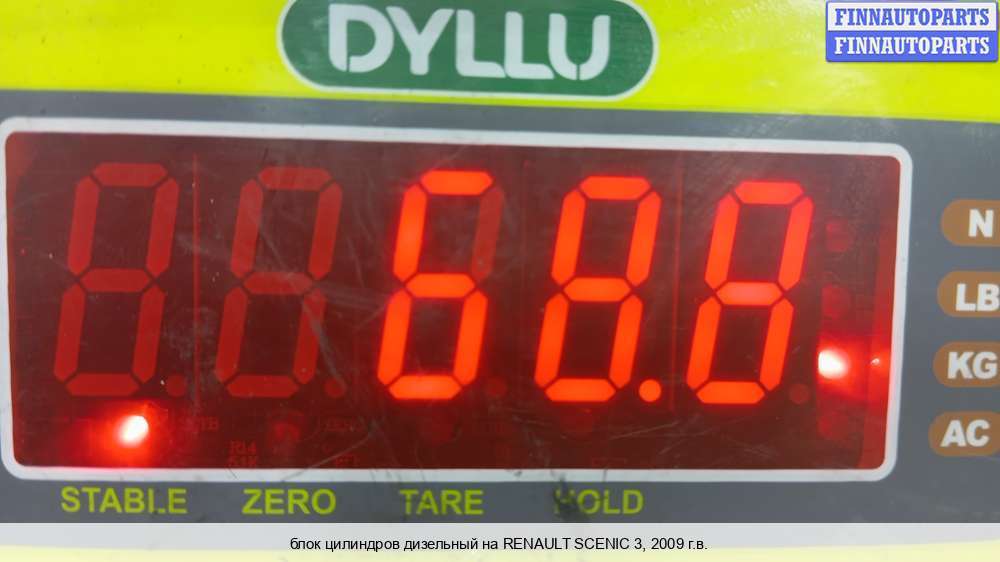 DYLLU
FINNAUTOPARTS
FINNAUTOPARTS
68.8
N
LB
KG
AC
STABLE ZERO TARE HOLD
блок цилиндров дизельный на RENAULT SCENIC 3, 2009 г.в.